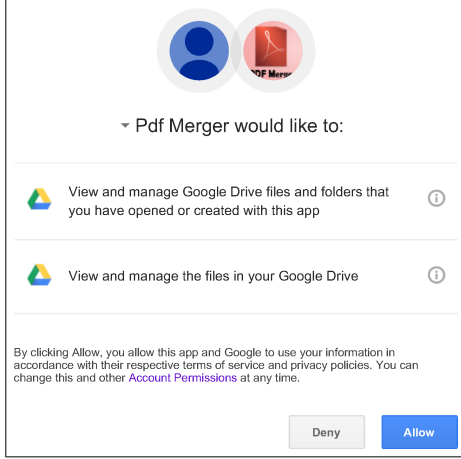 PDF Merge
Pdf Merger would like to:
View and manage Google Drive files and folders that
you have opened or created with this app
View and manage the files in your Google Drive
By clicking Allow, you allow this app and Google to use your information in
accordance with their respective terms of service and privacy policies. You can
change this and other Account Permissions at any time.
Deny
Allow